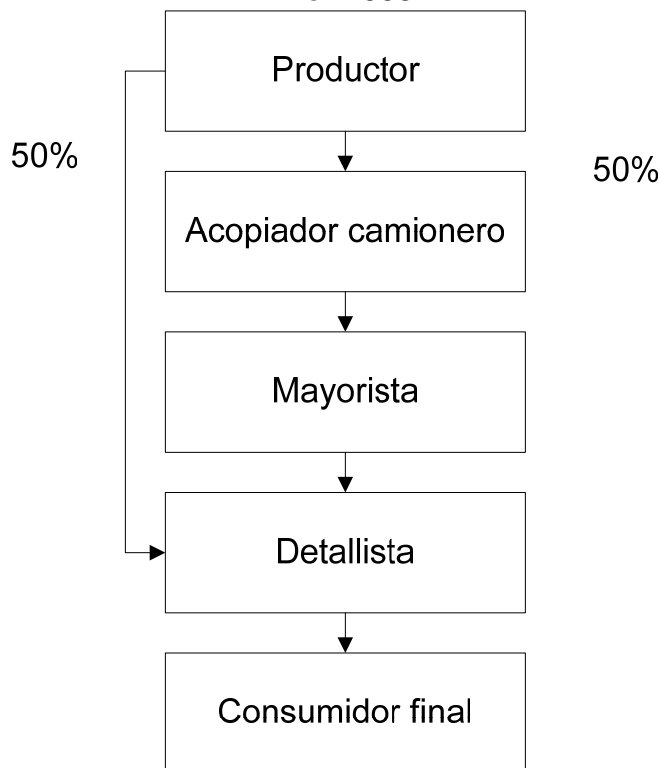 Productor
50%
50%
Acopiador camionero
Mayorista
Detallista
Consumidor final